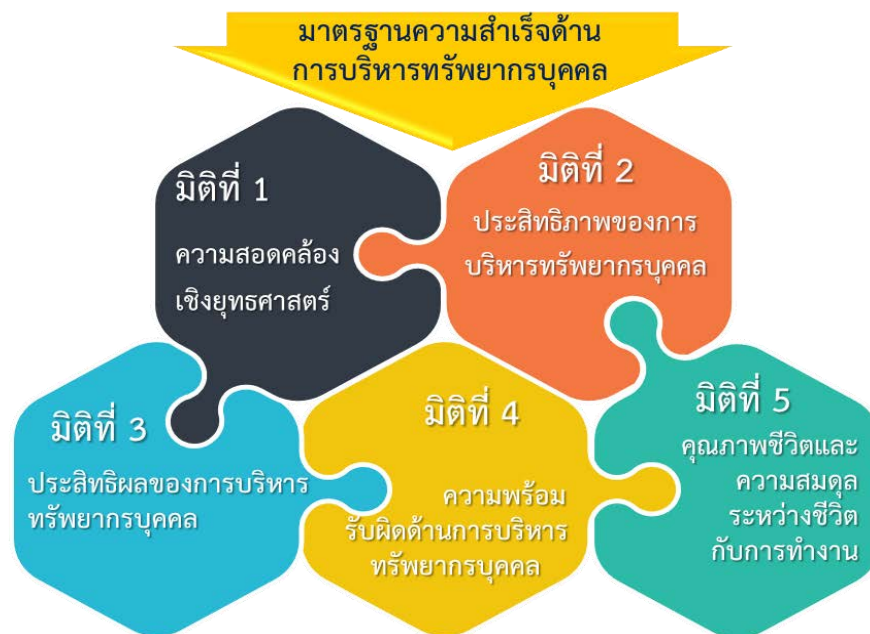 มาตรฐานความสำเร็จด้าน
การบริหารทรัพยากรบุคคล
มิติที่ 1
ความสอดคล้อง
เชิงยุทธศาสตร์
มิติที่ 2
ประสิทธิภาพของการ
บริหารทรัพยากรบุคคล
มิติที่ 3
ประสิทธิผลของการบริหาร
ทรัพยากรบุคคล
มิติที่ 4
ความพร้อม
รับผิดด้านการบริหาร
ทรัพยากรบุคคล
มิติที่ 5
คุณภาพชีวิตและ
ความสมดุล
ระหว่างชีวิต
กับการทำงาน